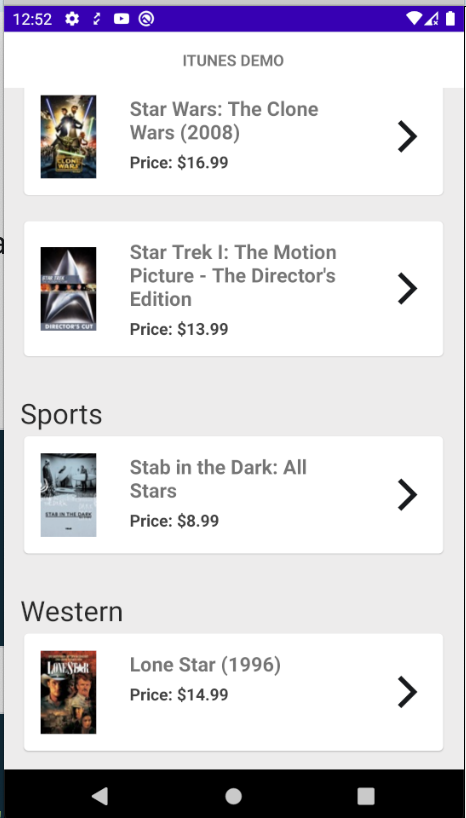 12:52
ITUNES DEMO
Star Wars: The Clone
Wars (2008)
Price: $16.99
CLONE
WARS
Star Trek I: The Motion
Picture - The Director's
Edition
Price: $13.99
STAR TREK
DIRECTOR'S CUT
Sports
Stab in the Dark: All
Stars
Price: $8.99
STAB IN THE DARK
Western
Lone Star (1996)
Price: $14.99
LONE STAR